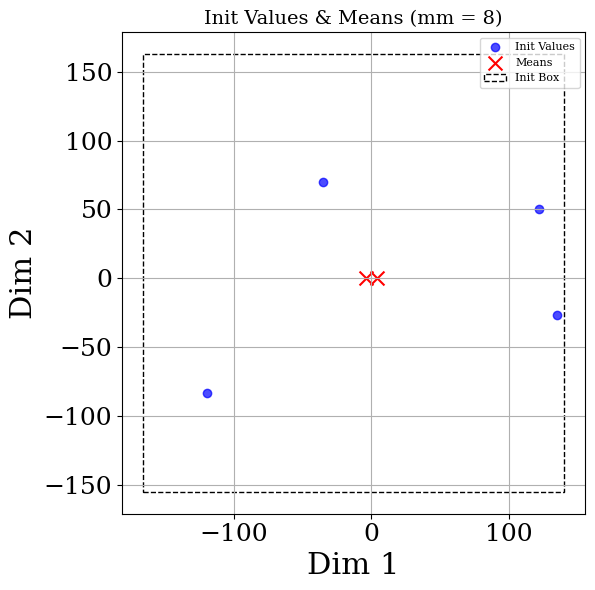 Init Values & Means (mm = 8)
Init Values
Means
Init Box
150
100
50
0
−50
−100
−150
Dim 2
−100 0 100
Dim 1